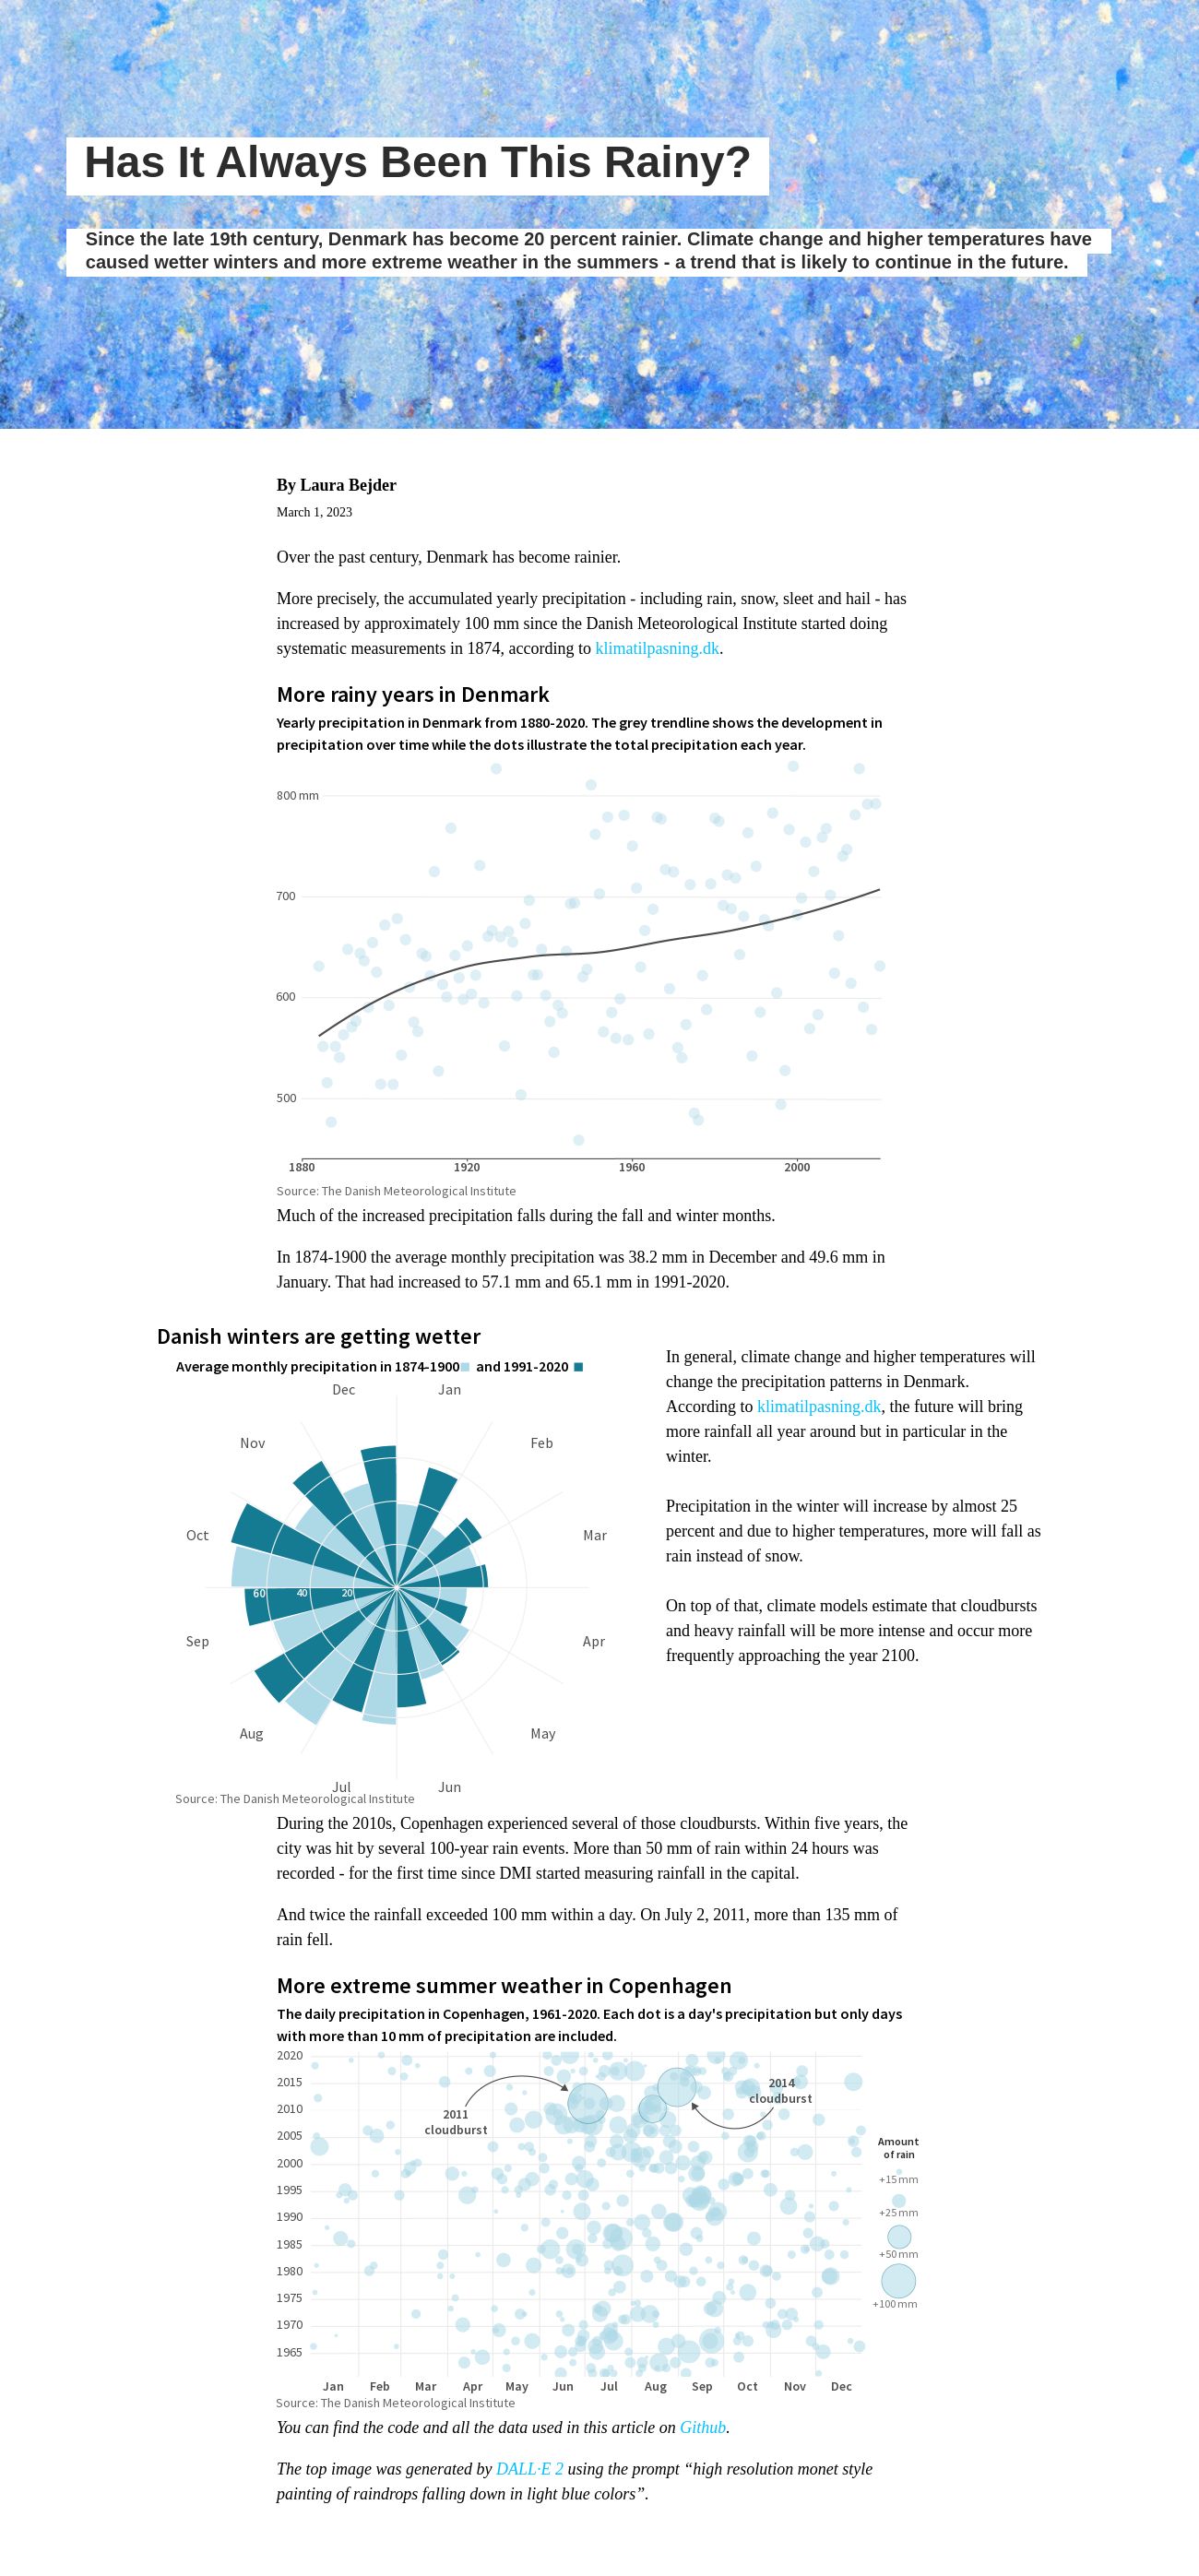 Has It Always Been This Rainy?
Since the late 19th century, Denmark has become 20 percent rainier. Climate change and higher temperatures have
caused wetter winters and more extreme weather in the summers - a trend that is likely to continue in the future.
By Laura Bejder
March 1, 2023
Over the past century, Denmark has become rainier.
More precisely, the accumulated yearly precipitation - including rain, snow, sleet and hail - has
increased by approximately 100 mm since the Danish Meteorological Institute started doing
systematic measurements in 1874, according to klimatilpasning.dk.
More rainy years in Denmark
Yearly precipitation in Denmark from 1880-2020. The grey trendline shows the development in
precipitation over time while the dots illustrate the total precipitation each year.
800 mm
700
600
500
1880 1920 1960 2000
Source: The Danish Meteorological Institute
Much of the increased precipitation falls during the fall and winter months.
In 1874-1900 the average monthly precipitation was 38.2 mm in December and 49.6 mm in
January. That had increased to 57.1 mm and 65.1 mm in 1991-2020.
Danish winters are getting wetter
Average monthly precipitation in 1874-1900 and 1991-2020
Dec Jan
Nov Feb
Oct Mar
60 40 20
Sep Apr
Aug May
Jul Jun
Source: The Danish Meteorological Institute
In general, climate change and higher temperatures will
change the precipitation patterns in Denmark.
According to klimatilpasning.dk, the future will bring
more rainfall all year around but in particular in the
winter.
Precipitation in the winter will increase by almost 25
percent and due to higher temperatures, more will fall as
rain instead of snow.
On top of that, climate models estimate that cloudbursts
and heavy rainfall will be more intense and occur more
frequently approaching the year 2100.
During the 2010s, Copenhagen experienced several of those cloudbursts. Within five years, the
city was hit by several 100-year rain events. More than 50 mm of rain within 24 hours was
recorded - for the first time since DMI started measuring rainfall in the capital.
And twice the rainfall exceeded 100 mm within a day. On July 2, 2011, more than 135 mm of
rain fell.
More extreme summer weather in Copenhagen
The daily precipitation in Copenhagen, 1961-2020. Each dot is a day's precipitation but only days
with more than 10 mm of precipitation are included.
2020
2015
2010
2005
2000
1995
1990
1985
1980
1975
1970
1965
2011
cloudburst
2014
cloudburst
Amount
of rain
+15 mm
+25 mm
+50 mm
+100 mm
Jan Feb Mar Apr May Jun Jul Aug Sep Oct Nov Dec
Source: The Danish Meteorological Institute
You can find the code and all the data used in this article on Github.
The top image was generated by DALL·E 2 using the prompt “high resolution monet style
painting of raindrops falling down in light blue colors”.